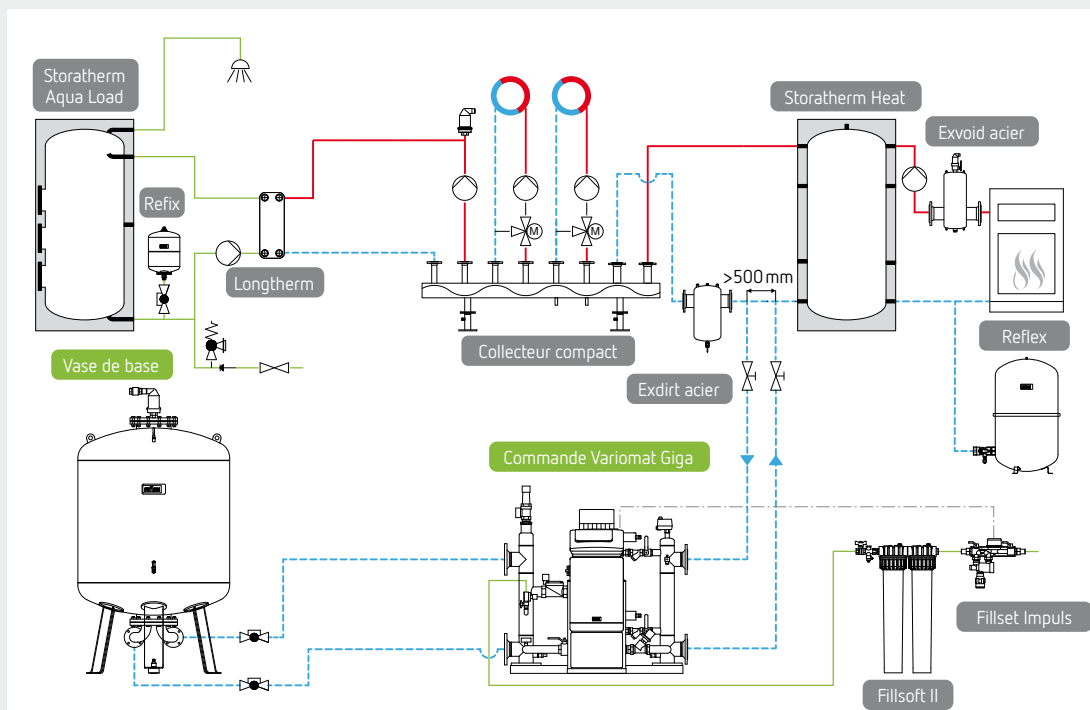 Storatherm
Aqua Load
Refix
Longtherm
Storatherm Heat
Exvoid acier
M
M
>500 mm
Collecteur compact
Exdirt acier
Reflex
Vase de base
Commande Variomat Giga
Fillset Impuls
Fillsoft II